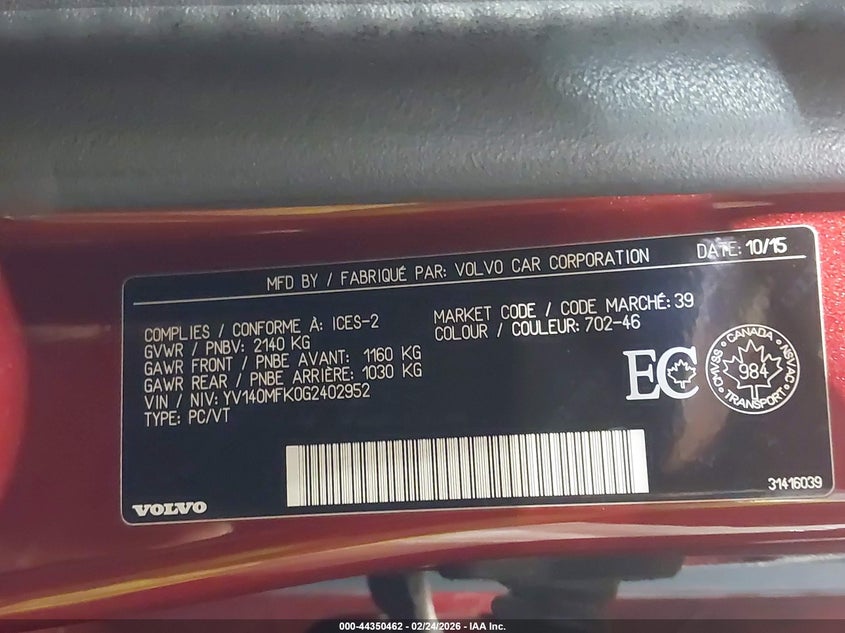 MFD BY / FABRIQUÉ PAR: VOLVO CAR CORPORATION DATE: 10/15
COMPLIES / CONFORME À: ICES-2
MARKET CODE / CODE MARCHÉ: 39
GVWR / PNBV: 2140 KG
COLOUR / COULEUR: 702-46
GAWR FRONT / PNBE AVANT: 1160 KG
GAWR REAR / PNBE ARRIÈRE: 1030 KG
VIN / NIV: YV140MFK0G2402952
TYPE: PC/VT
EC
CANADA
984
CMVSS
NSVAC
TRANSPORT
31416039
VOLVO
000-44350462 - 02/24/2026 - IAA Inc.